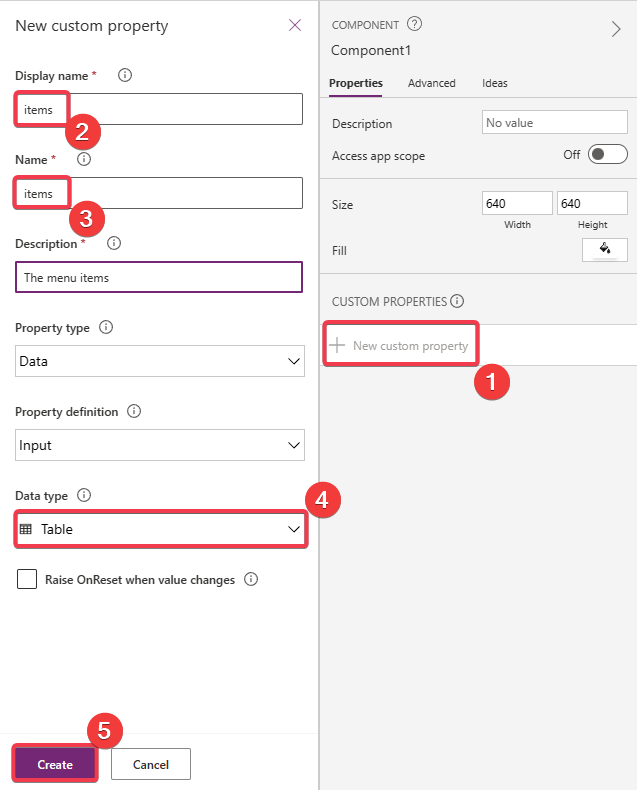 New custom property
Display name *
items
2
Name *
items
3
Description *
The menu items
Property type
Data
Property definition
Input
Data type
4
Table
Raise OnReset when value changes
5
Create
Cancel
COMPONENT
Component1
Properties
Advanced
Ideas
Description
No value
Access app scope
Off
Size
640
640
Width
Height
Fill
CUSTOM PROPERTIES
New custom property
1